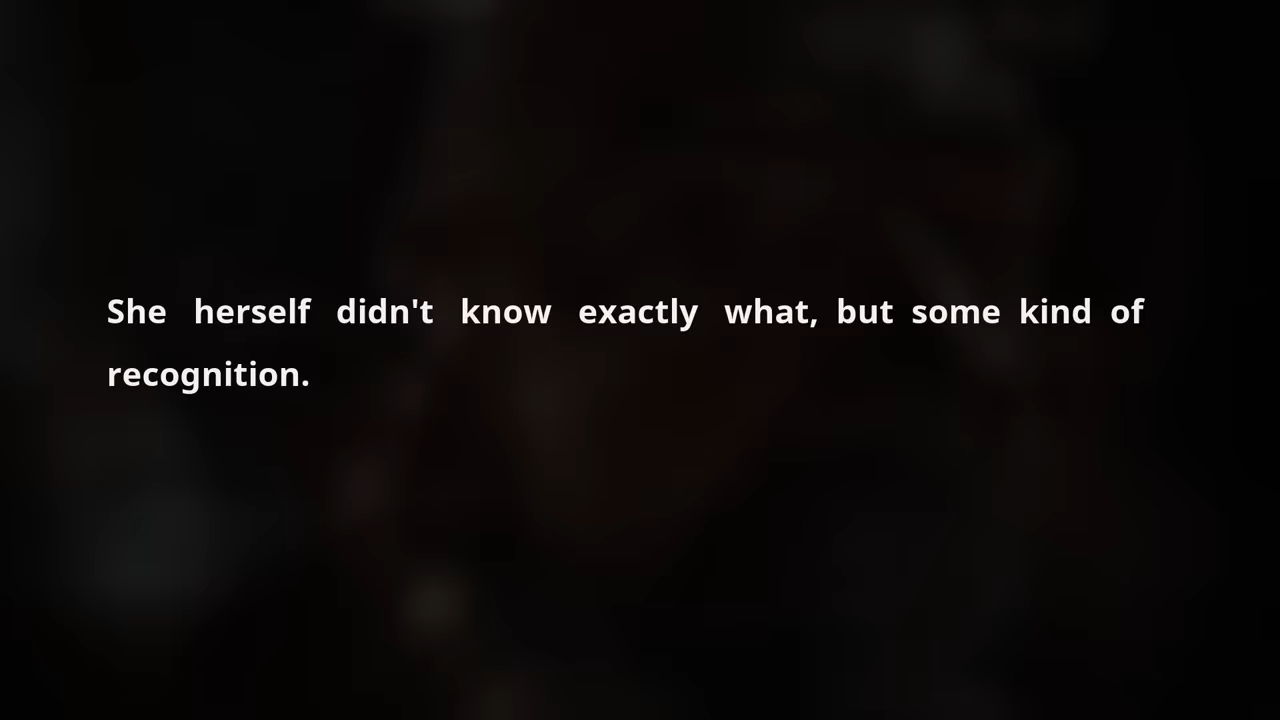 She herself didn't know exactly what, but some kind of
recognition.